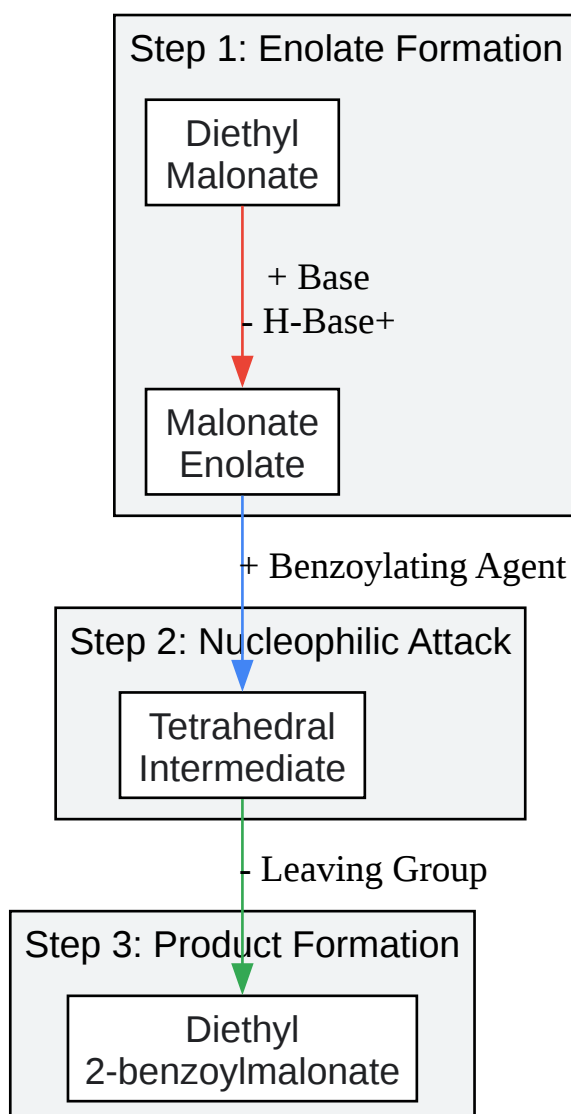 Step 1: Enolate Formation
Diethyl
Malonate
+ Base
- H-Base+
Malonate
Enolate
+ Benzoylating Agent
Step 2: Nucleophilic Attack
Tetrahedral
Intermediate
- Leaving Group
Step 3: Product Formation
Diethyl
2-benzoylmalonate